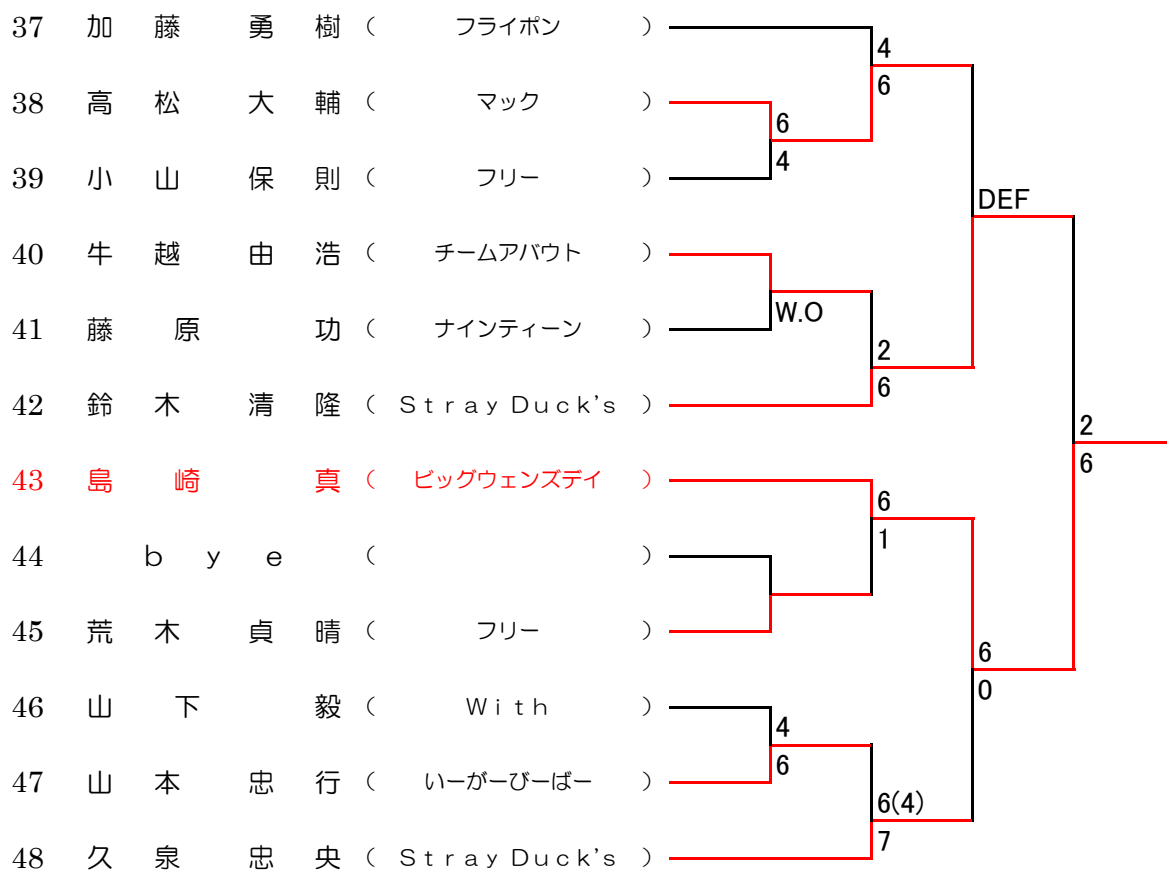 37 加藤 勇樹 ( フライポン ) 4
38 高松 大輔 ( マック ) 6 6
39 小山 保則 ( フリー ) 4 DEF
40 牛越 由浩 ( チームアバウト )
41 藤原 功 ( ナインティーン ) W.O 2
42 鈴木 清隆 ( Stray Duck's ) 6 2
43 島崎 真 ( ビッグウェンズデイ ) 6 6
44 bye ( ) 1
45 荒木 貞晴 ( フリー ) 6
46 山下 毅 ( With ) 4 0
47 山本 忠行 ( いーがーびーばー ) 6 6(4)
48 久泉 忠央 ( Stray Duck's ) 7